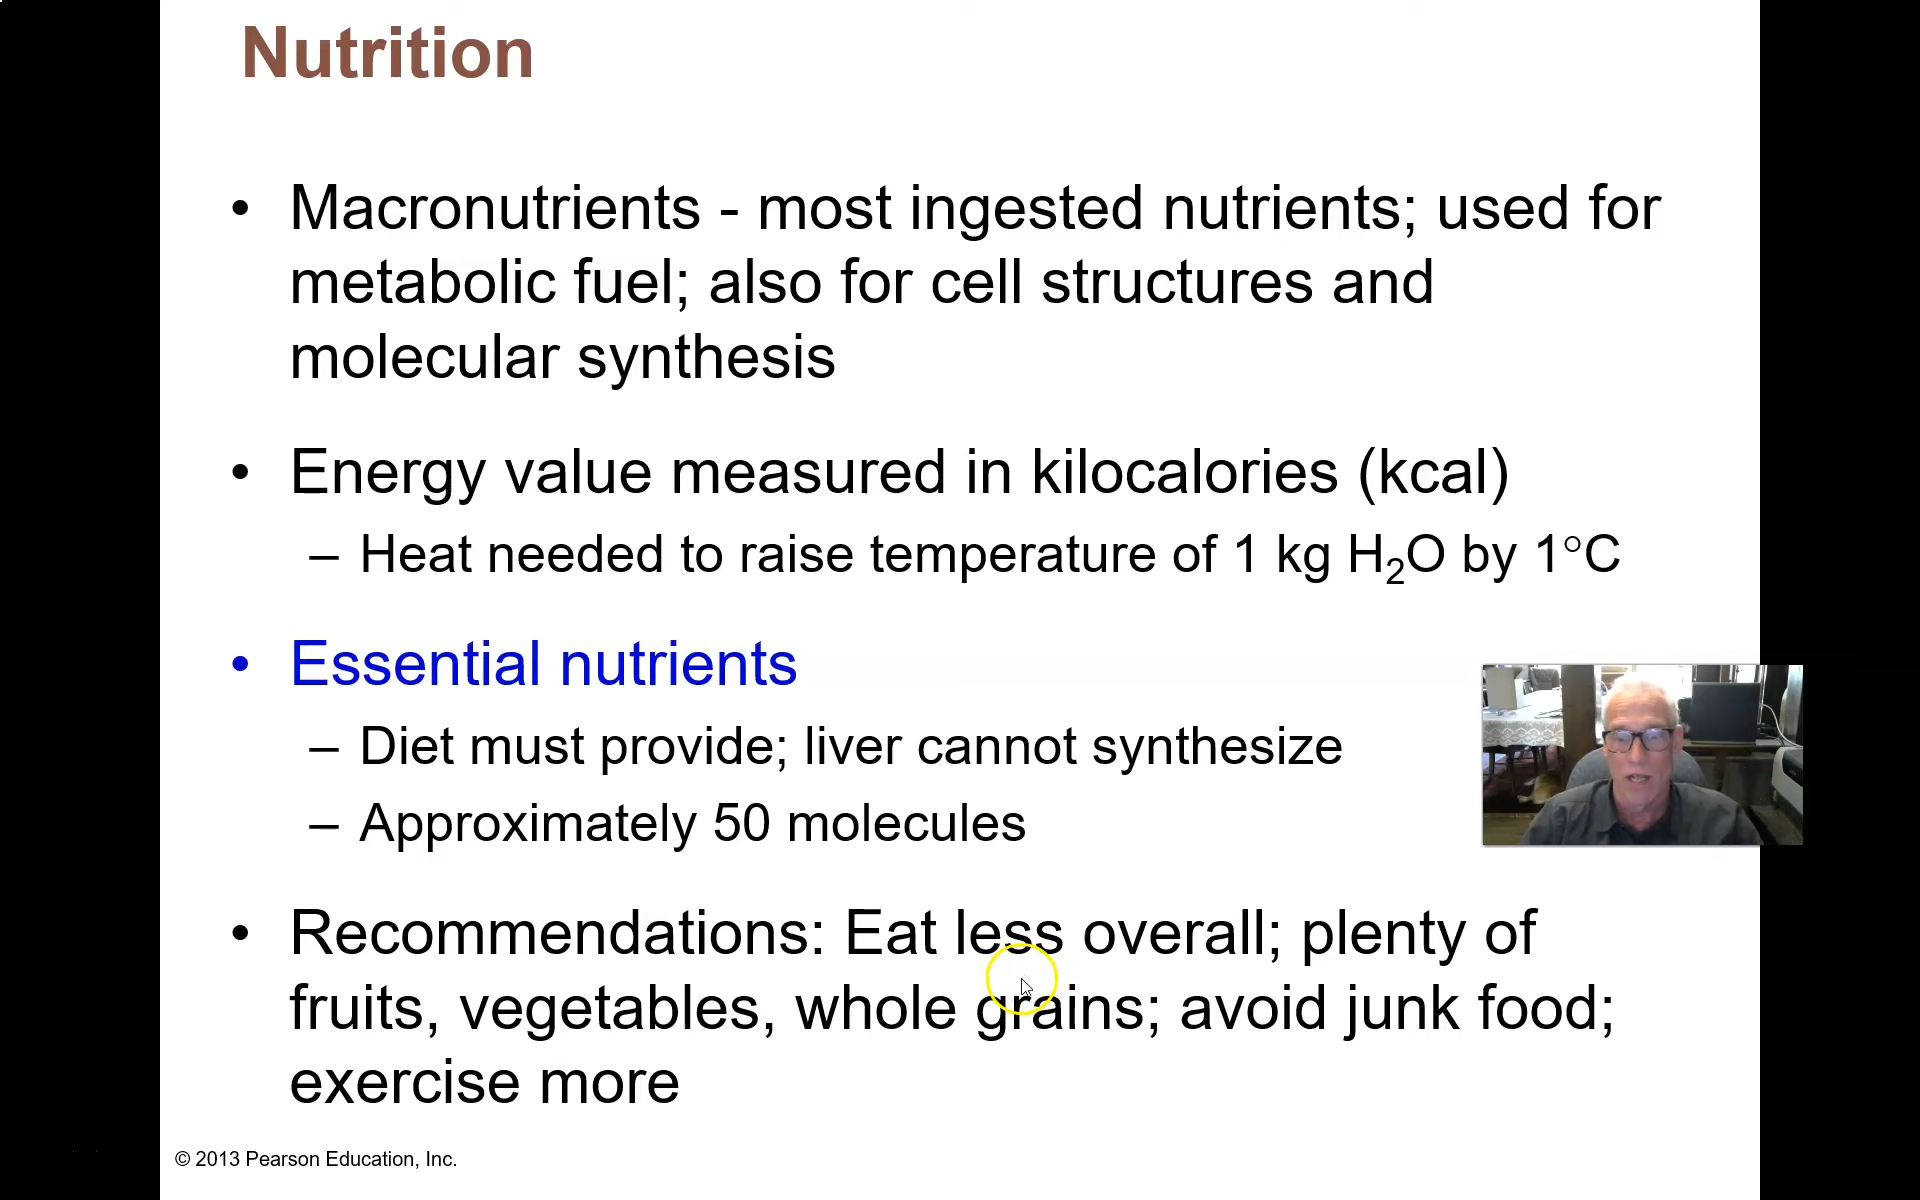 Nutrition
• Macronutrients - most ingested nutrients; used for
metabolic fuel; also for cell structures and
molecular synthesis
• Energy value measured in kilocalories (kcal)
– Heat needed to raise temperature of 1 kg H₂O by 1°C
• Essential nutrients
– Diet must provide; liver cannot synthesize
– Approximately 50 molecules
• Recommendations: Eat less overall; plenty of
fruits, vegetables, whole grains; avoid junk food;
exercise more
© 2013 Pearson Education, Inc.